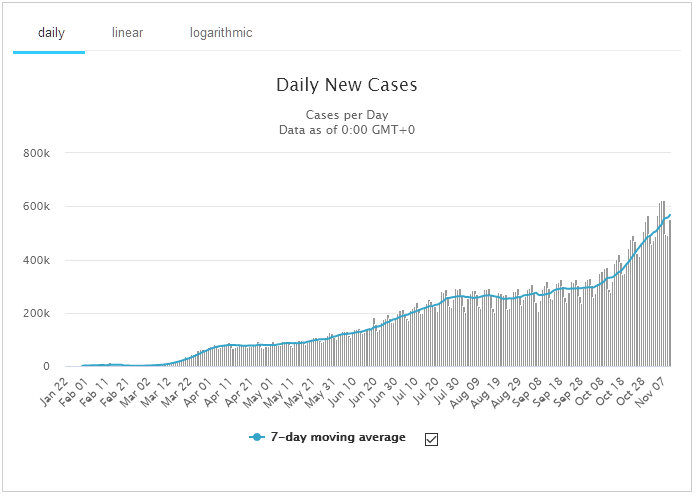 daily linear logarithmic
Daily New Cases
Cases per Day
Data as of 0:00 GMT+0
800k
600k
400k
200k
0
Jan 22 Feb 01 Feb 11 Feb 21 Mar 02 Mar 12 Mar 22 Apr 01 Apr 11 Apr 21 May 01 May 11 May 21 May 31 Jun 10 Jun 20 Jun 30 Jul 10 Jul 20 Jul 30 Aug 09 Aug 19 Aug 29 Sep 08 Sep 18 Sep 28 Oct 08 Oct 18 Oct 28 Nov 07
7-day moving average